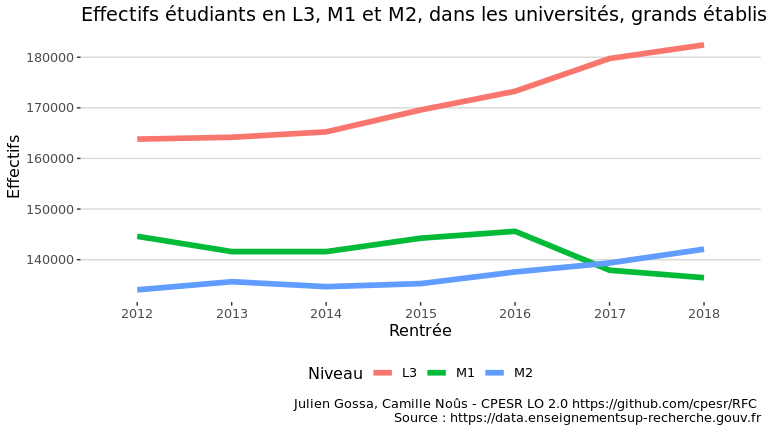 Effectifs étudiants en L3, M1 et M2, dans les universités, grands établis
180000
170000
160000
150000
140000
Effectifs
2012 2013 2014 2015 2016 2017 2018
Rentrée
Niveau L3 M1 M2
Julien Gossa, Camille Noûs - CPESR LO 2.0 https://github.com/cpesr/RFC
Source : https://data.enseignementsup-recherche.gouv.fr